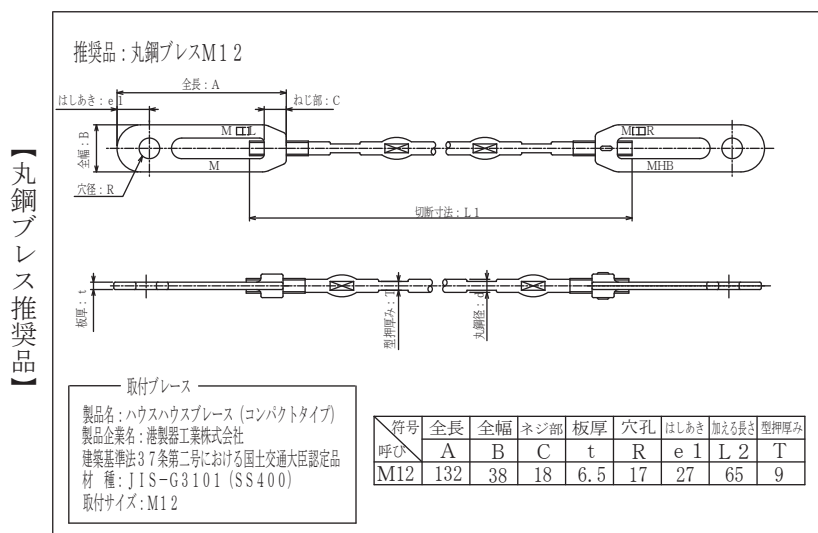 【丸鋼ブレス推奨品】
推奨品：丸鋼ブレスM12
全長：A
はしあき：e1
ねじ部：C
M L
M R
全幅：B
M
MHB
穴径：R
切断寸法：L1
板厚：t
型押厚み：T
丸鋼径：d
取付ブレース
製品名：ハウスハウスブレース（コンパクトタイプ）
製品企業名：港製器工業株式会社
建築基準法37条第二号における国土交通大臣認定品
材 種：JIS-G3101（SS400）
取付サイズ：M12
符号 全長 全幅 ネジ部 板厚 穴孔 はしあき 加える長さ 型押厚み
呼び A B C t R e1 L2 T
M12 132 38 18 6.5 17 27 65 9